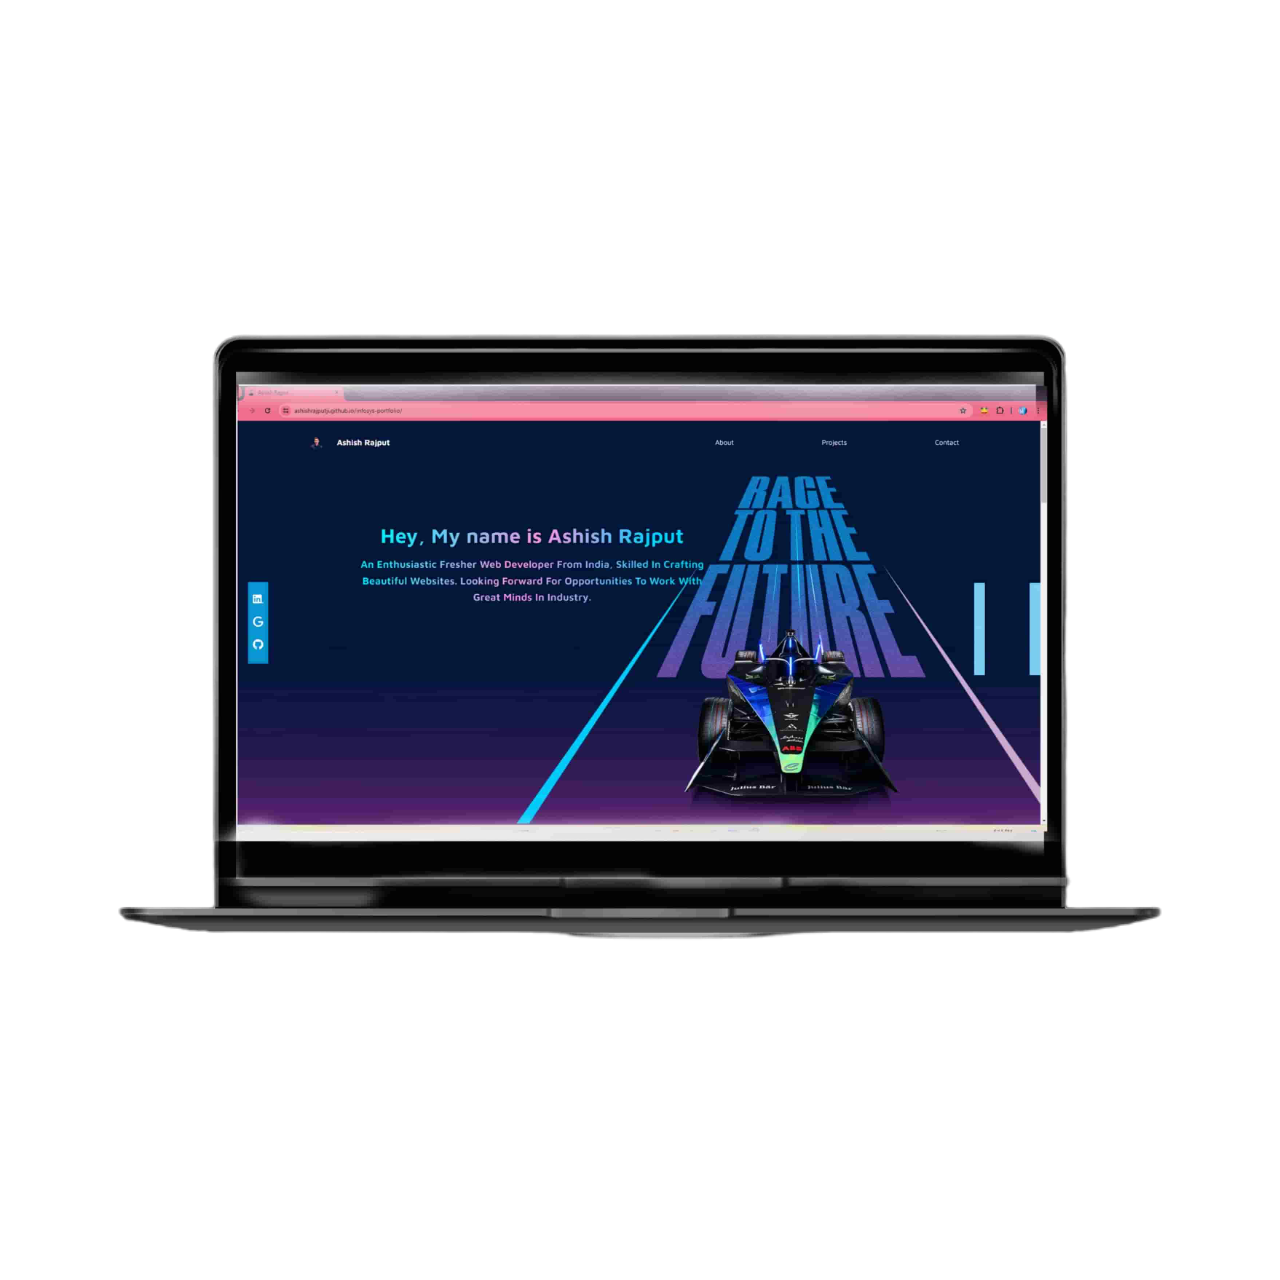 Ashish Rajput
ashishrajputji.github.io/infosys-portfolio/
Ashish Rajput
About
Projects
Contact
RACE
TO THE
FUTURE
Hey, My name is Ashish Rajput
An Enthusiastic Fresher Web Developer From India, Skilled In Crafting
Beautiful Websites. Looking Forward For Opportunities To Work With
Great Minds In Industry.
in
G
ABB
Julius Bär
Julius Bär